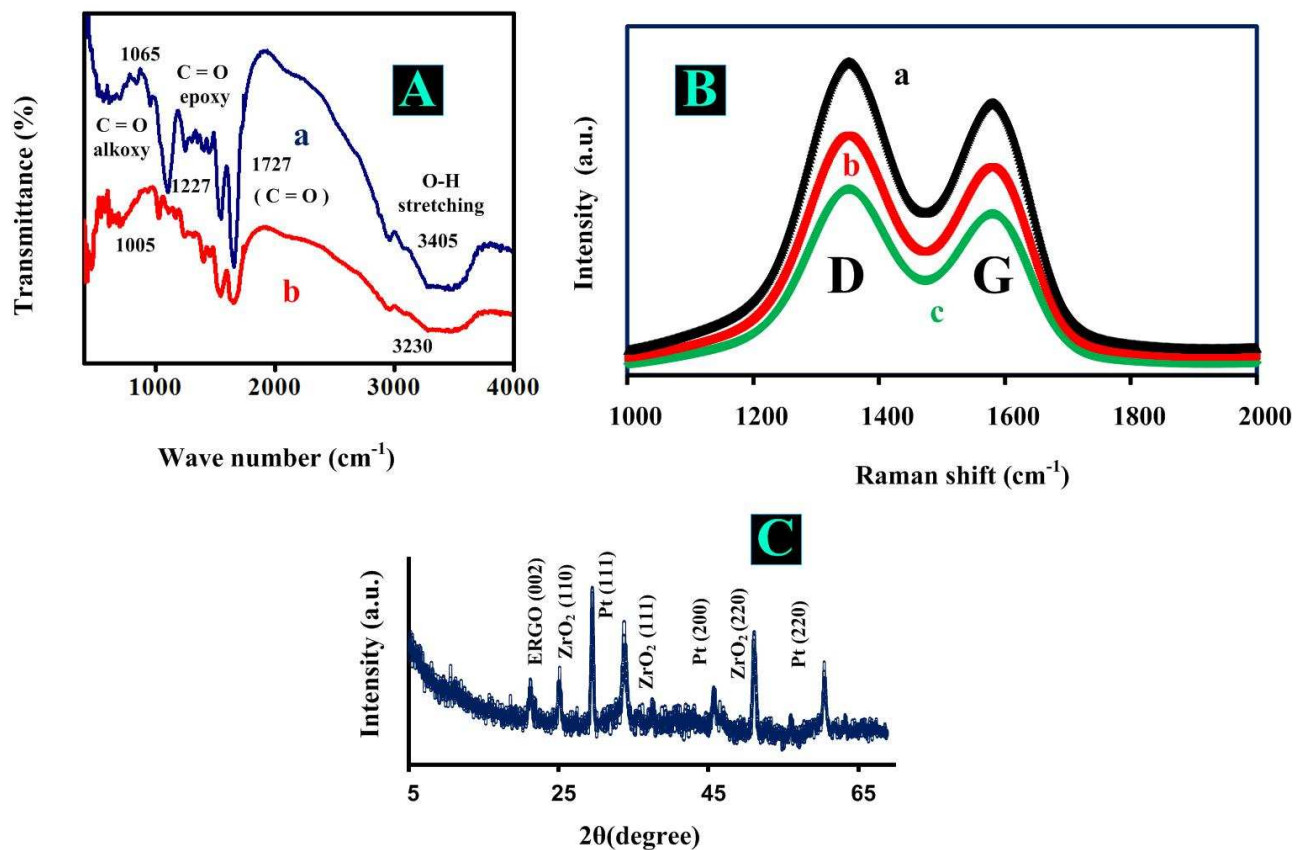 A
Transmittance (%)
1065
C = O
epoxy
C = O
alkoxy
a
1727
( C = O )
1227
O-H
stretching
3405
1005
b
3230
1000
2000
3000
4000
Wave number (cm-1)
B
Intensity (a.u.)
a
b
D
G
c
1000
1200
1400
1600
1800
2000
Raman shift (cm-1)
C
Intensity (a.u.)
ERGO (002)
ZrO2 (110)
Pt (111)
ZrO2 (111)
Pt (200)
ZrO2 (220)
Pt (220)
5
25
45
65
2θ(degree)